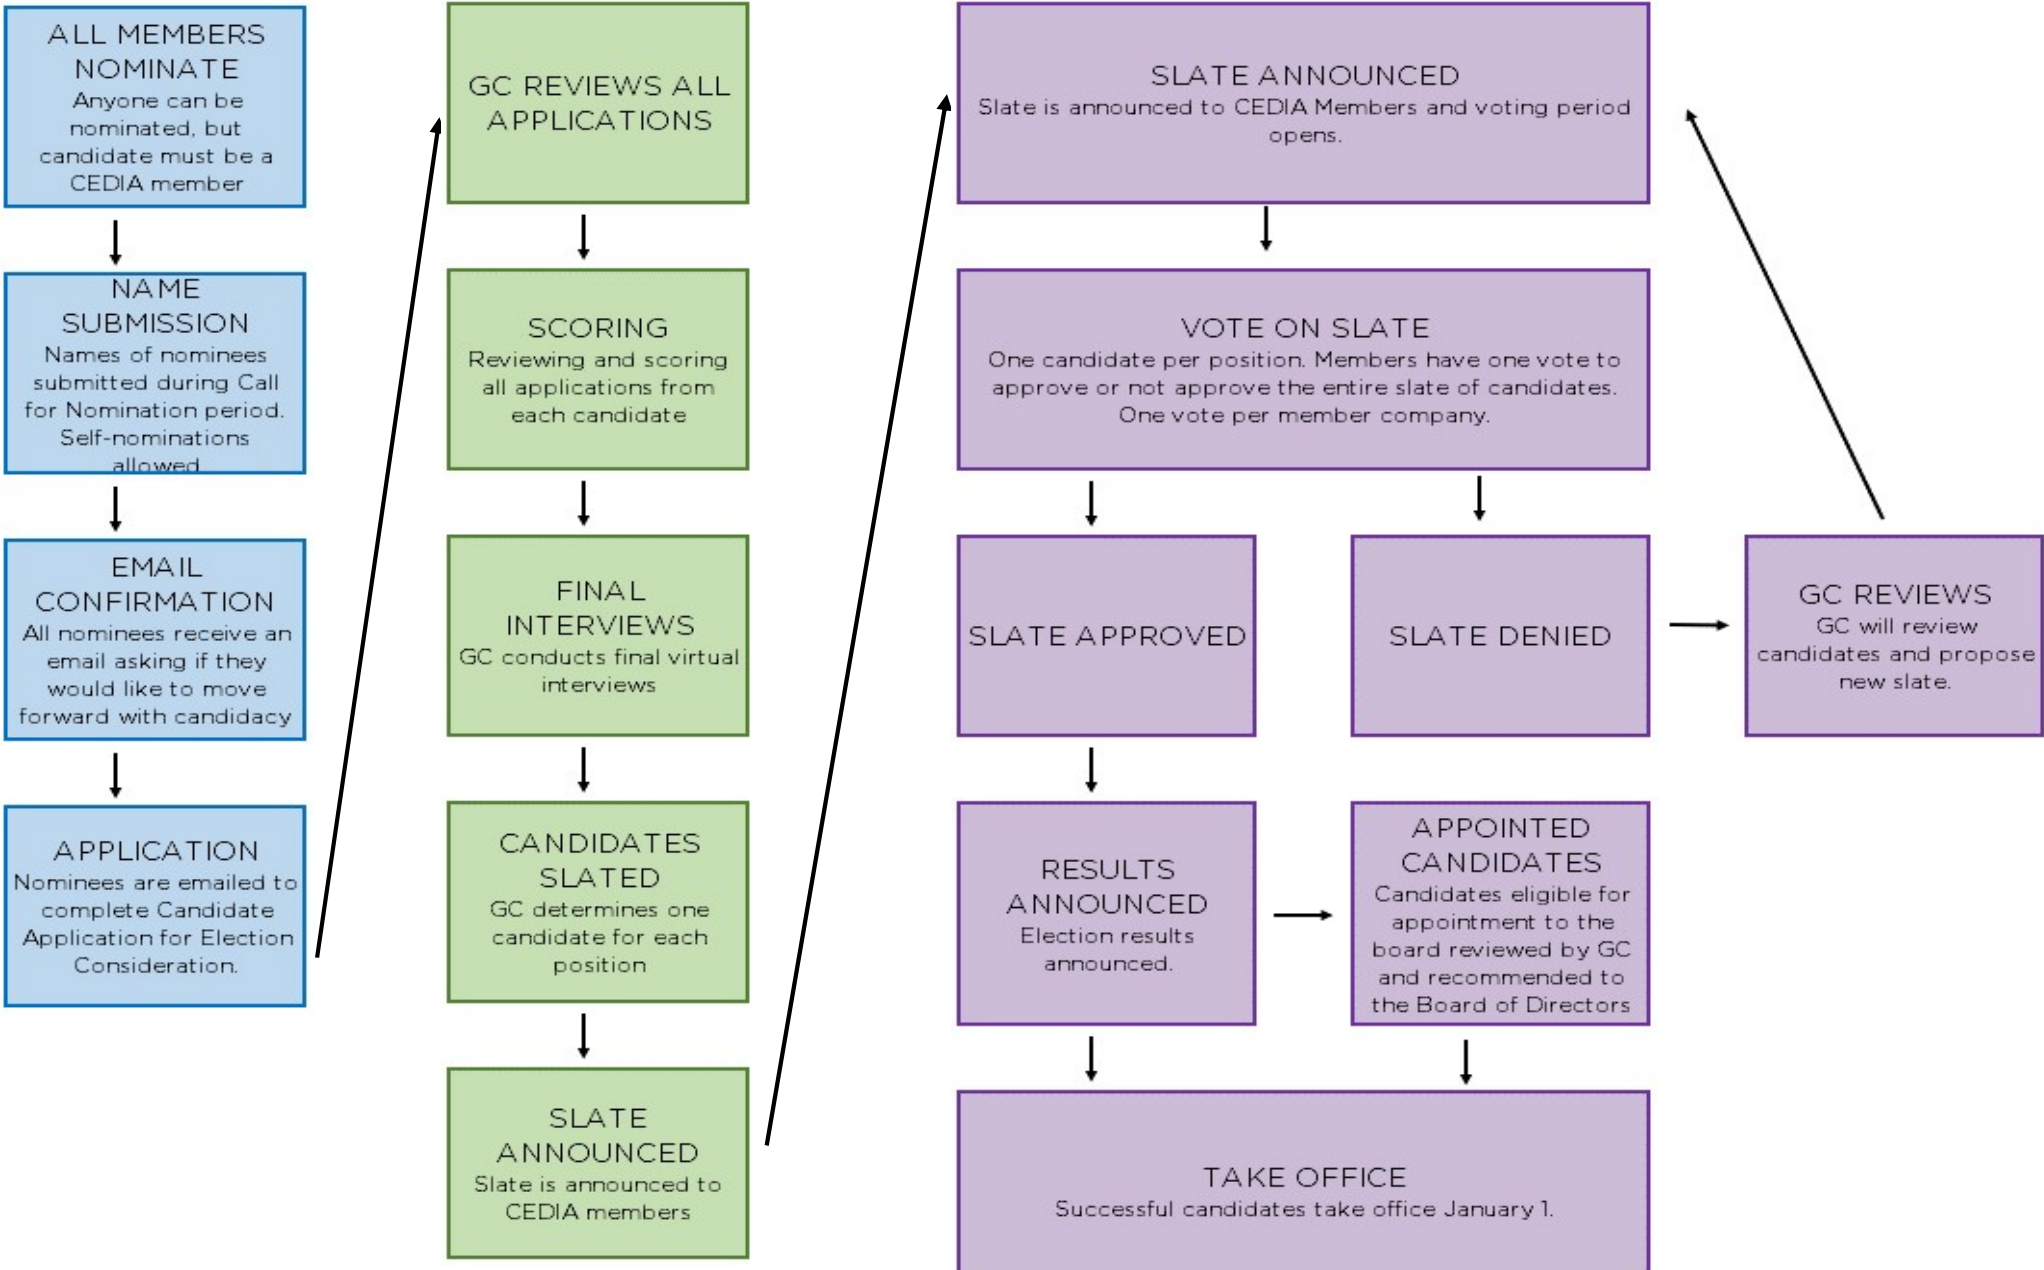 ALL MEMBERS
NOMINATE
Anyone can be
nominated, but
candidate must be a
CEDIA member
NAME
SUBMISSION
Names of nominees
submitted during Call
for Nomination period.
Self-nominations
allowed
EMAIL
CONFIRMATION
All nominees receive an
email asking if they
would like to move
forward with candidacy
APPLICATION
Nominees are emailed to
complete Candidate
Application for Election
Consideration.
GC REVIEWS ALL
APPLICATIONS
SCORING
Reviewing and scoring
all applications from
each candidate
FINAL
INTERVIEWS
GC conducts final virtual
interviews
CANDIDATES
SLATED
GC determines one
candidate for each
position
SLATE
ANNOUNCED
Slate is announced to
CEDIA members
SLATE ANNOUNCED
Slate is announced to CEDIA Members and voting period
opens.
VOTE ON SLATE
One candidate per position. Members have one vote to
approve or not approve the entire slate of candidates.
One vote per member company.
SLATE APPROVED
SLATE DENIED
GC REVIEWS
GC will review
candidates and propose
new slate.
RESULTS
ANNOUNCED
Election results
announced.
APPOINTED
CANDIDATES
Candidates eligible for
appointment to the
board reviewed by GC
and recommended to
the Board of Directors
TAKE OFFICE
Successful candidates take office January 1.